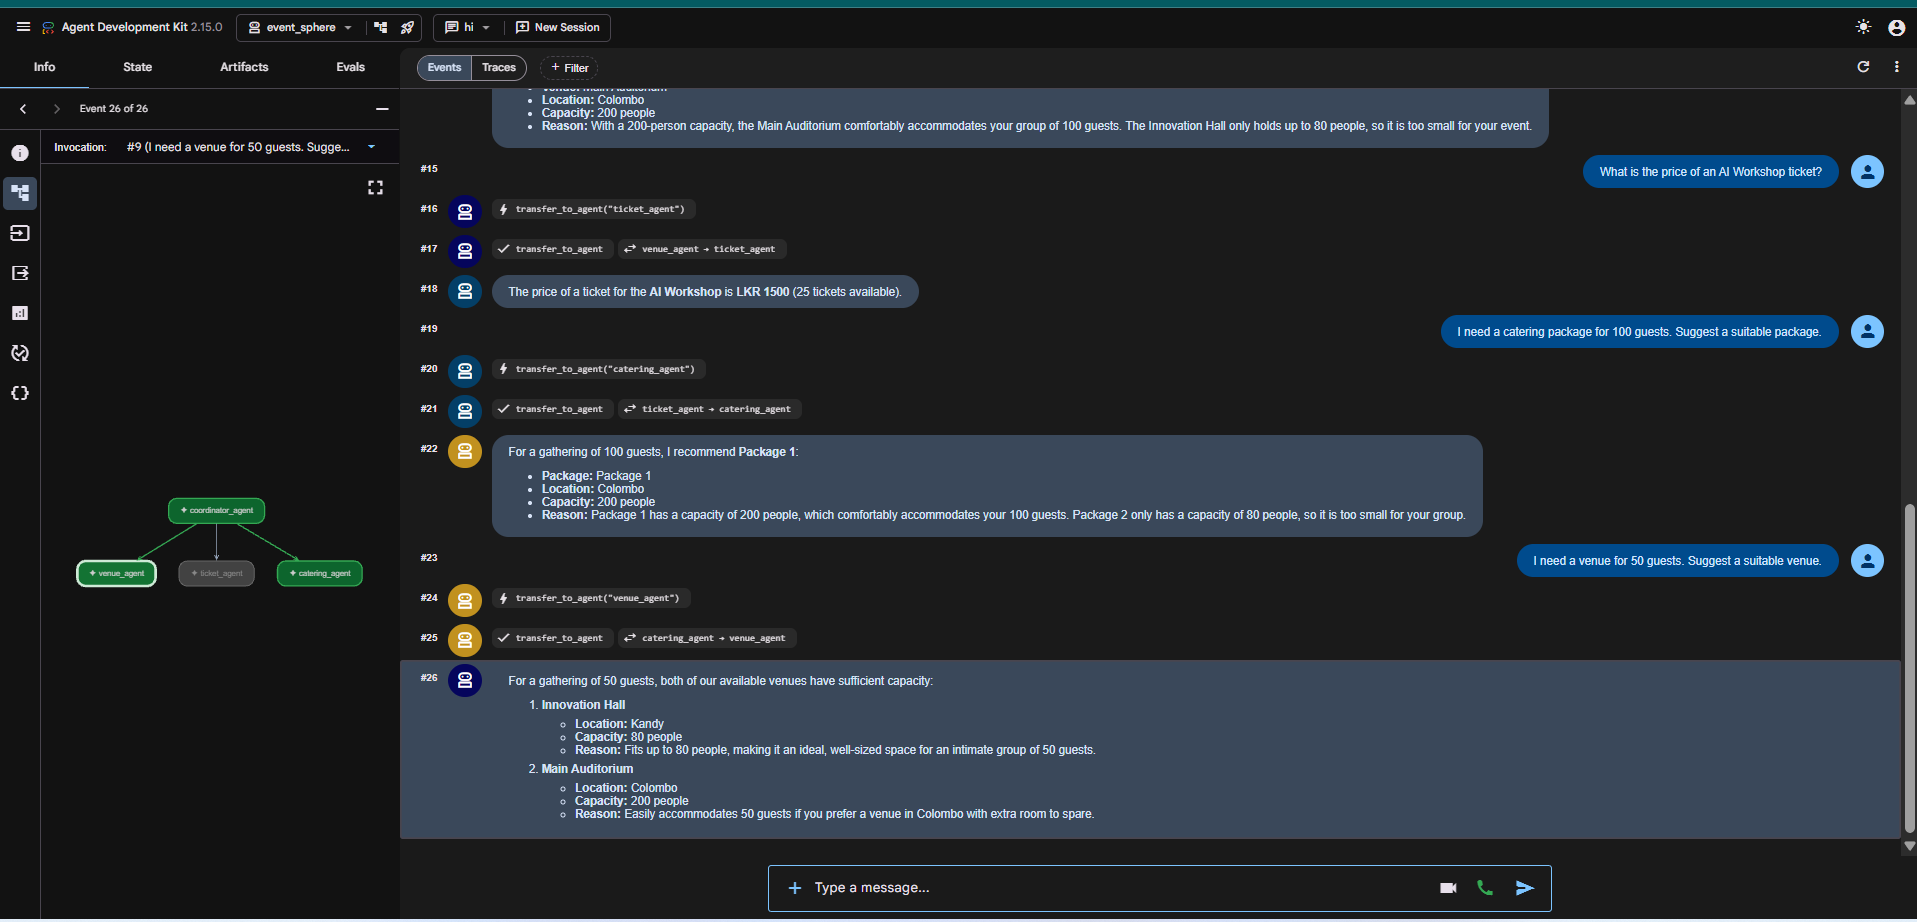 Agent Development Kit 2.15.0
event_sphere
hi
New Session
Info
State
Artifacts
Evals
Events
Traces
+ Filter
Event 26 of 26
Invocation: #9 (I need a venue for 50 guests. Sugge...
coordinator_agent
venue_agent
ticket_agent
catering_agent
Venue: Main Auditorium
Location: Colombo
Capacity: 200 people
Reason: With a 200-person capacity, the Main Auditorium comfortably accommodates your group of 100 guests. The Innovation Hall only holds up to 80 people, so it is too small for your event.
#15
What is the price of an AI Workshop ticket?
#16
transfer_to_agent("ticket_agent")
#17
transfer_to_agent
venue_agent → ticket_agent
#18
The price of a ticket for the AI Workshop is LKR 1500 (25 tickets available).
#19
I need a catering package for 100 guests. Suggest a suitable package.
#20
transfer_to_agent("catering_agent")
#21
transfer_to_agent
ticket_agent → catering_agent
#22
For a gathering of 100 guests, I recommend Package 1:
Package: Package 1
Location: Colombo
Capacity: 200 people
Reason: Package 1 has a capacity of 200 people, which comfortably accommodates your 100 guests. Package 2 only has a capacity of 80 people, so it is too small for your group.
#23
I need a venue for 50 guests. Suggest a suitable venue.
#24
transfer_to_agent("venue_agent")
#25
transfer_to_agent
catering_agent → venue_agent
#26
For a gathering of 50 guests, both of our available venues have sufficient capacity:
1. Innovation Hall
Location: Kandy
Capacity: 80 people
Reason: Fits up to 80 people, making it an ideal, well-sized space for an intimate group of 50 guests.
2. Main Auditorium
Location: Colombo
Capacity: 200 people
Reason: Easily accommodates 50 guests if you prefer a venue in Colombo with extra room to spare.
Type a message...